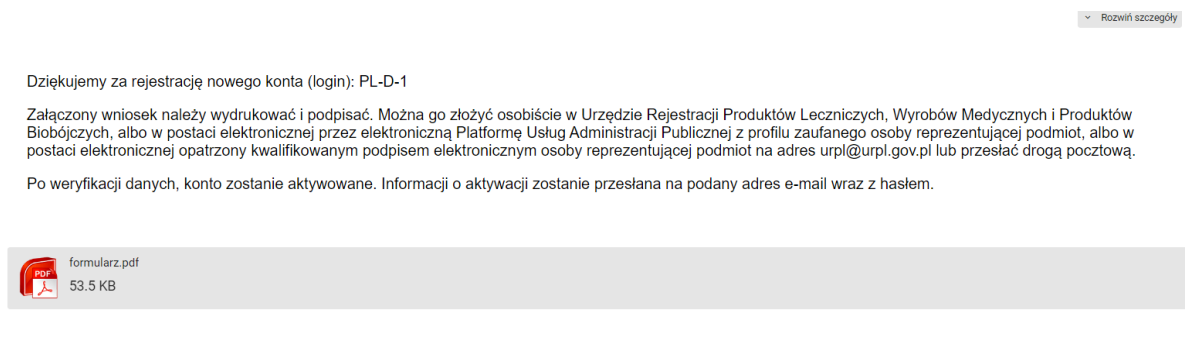 Rozwiń szczegóły
Dziękujemy za rejestrację nowego konta (login): PL-D-1
Załączony wniosek należy wydrukować i podpisać. Można go złożyć osobiście w Urzędzie Rejestracji Produktów Leczniczych, Wyrobów Medycznych i Produktów
Biobójczych, albo w postaci elektronicznej przez elektroniczną Platformę Usług Administracji Publicznej z profilu zaufanego osoby reprezentującej podmiot, albo w
postaci elektronicznej opatrzony kwalifikowanym podpisem elektronicznym osoby reprezentującej podmiot na adres urpl@urpl.gov.pl lub przesłać drogą pocztową.
Po weryfikacji danych, konto zostanie aktywowane. Informacji o aktywacji zostanie przesłana na podany adres e-mail wraz z hasłem.
formularz.pdf
PDF
53.5 KB